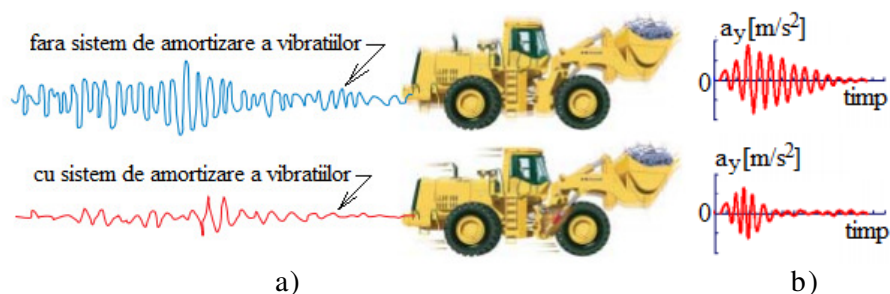 fara sistem de amortizare a vibratiilor
a_y[m/s²]
0
timp
cu sistem de amortizare a vibratiilor
a_y[m/s²]
0
timp
a)
b)